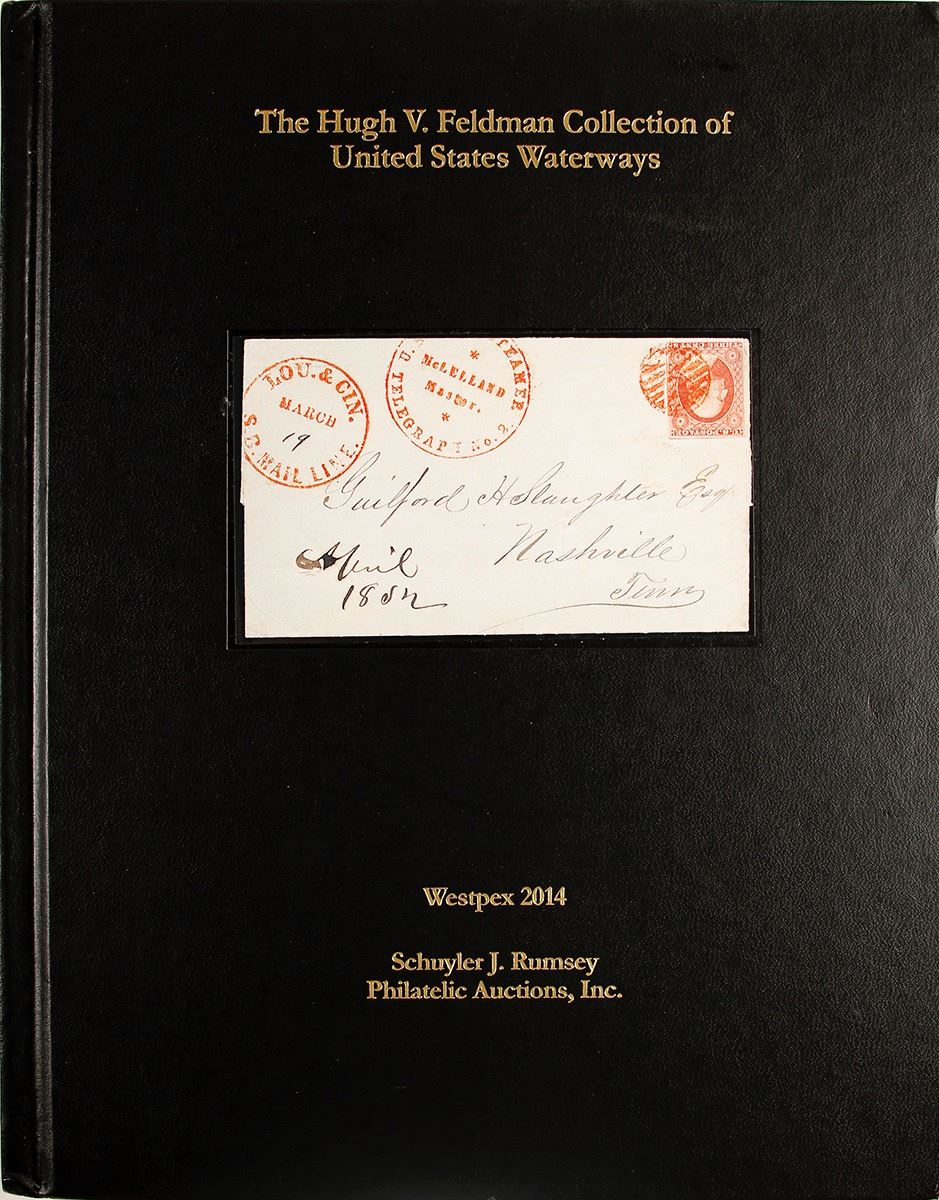 The Hugh V. Feldman Collection of
United States Waterways
LOU. & CIN.
MARCH
19
U.S. MAIL LINE.
STEAMER
McLELLAND
Master.
TELEGRAPH No. 2.
Guilford H Slaughter Esq
Nashville
Tenn
April
1852
Westpex 2014
Schuyler J. Rumsey
Philatelic Auctions, Inc.